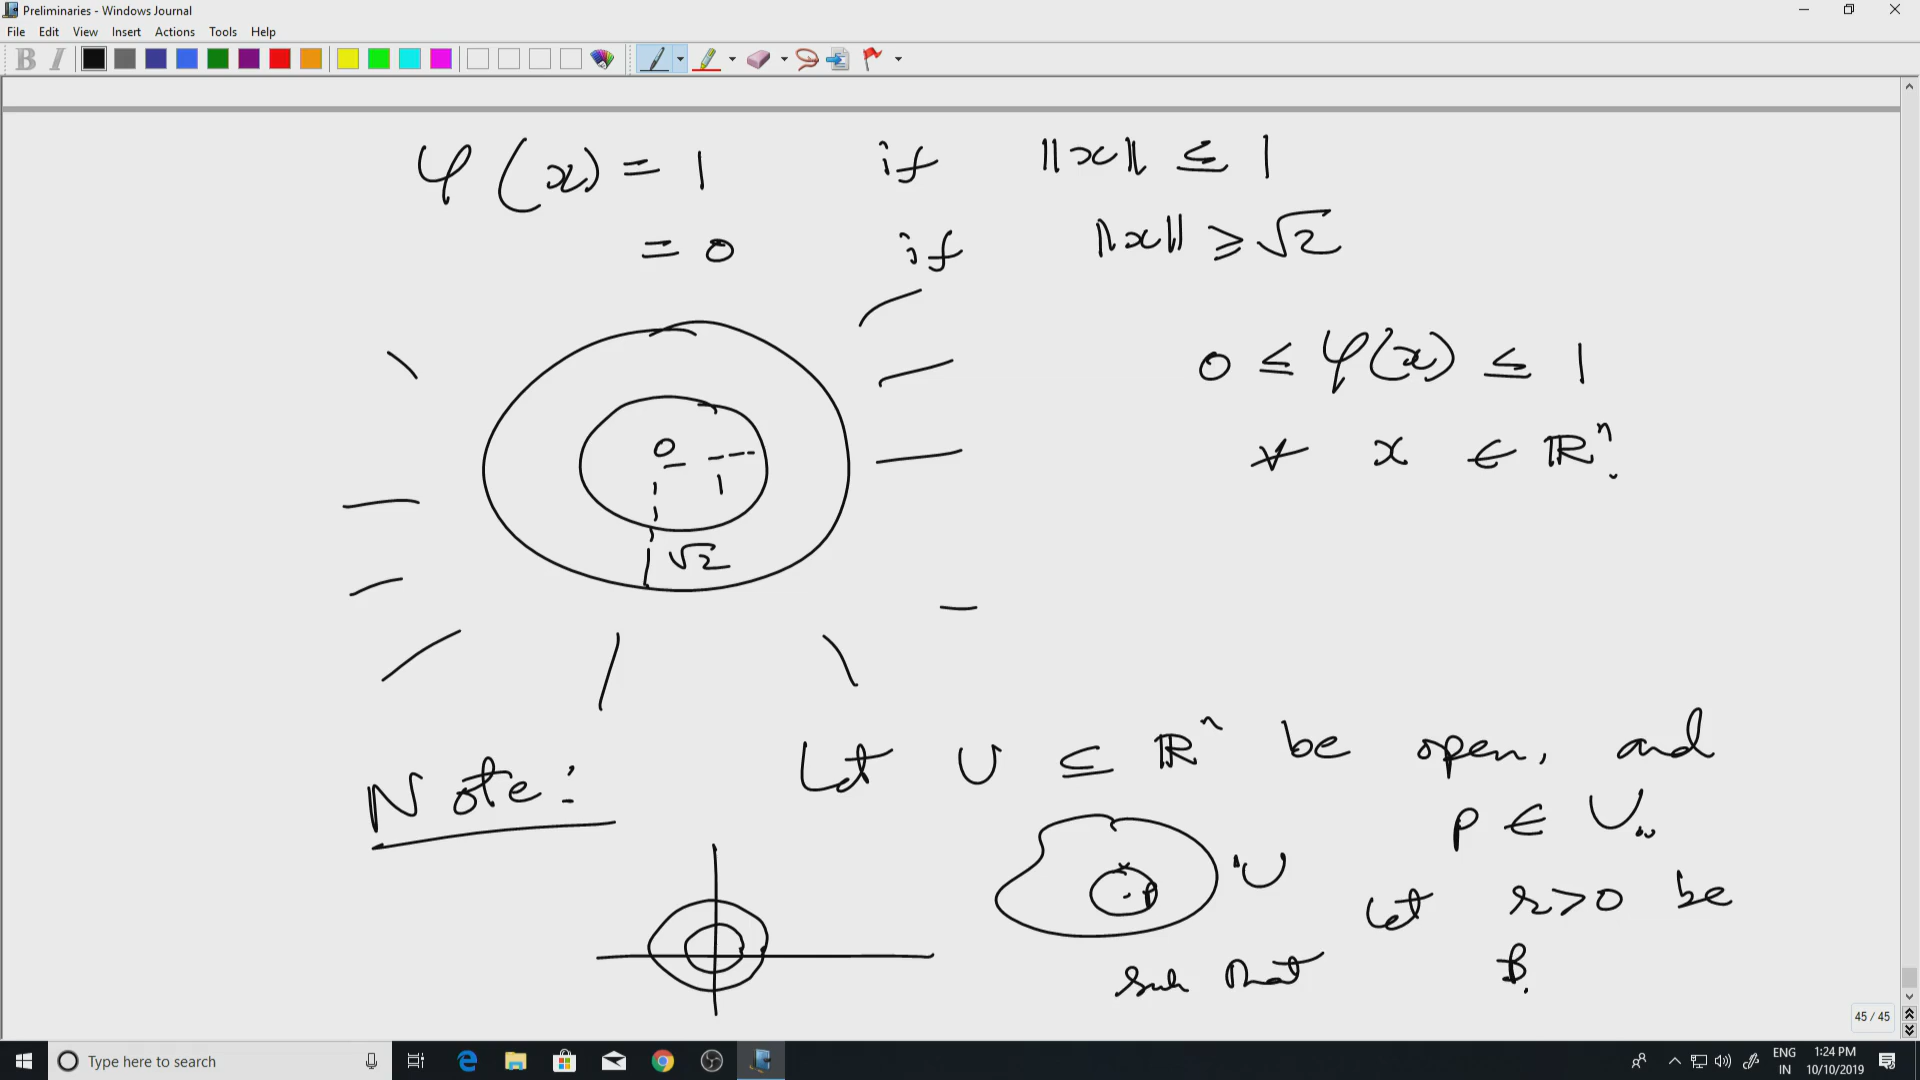 Preliminaries - Windows Journal
File Edit View Insert Actions Tools Help
B I
φ(x) = 1 if ||x|| ≤ 1
= 0 if ||x|| ≥ √2
0 ≤ φ(x) ≤ 1
∀ x ∈ ℝⁿ.
0
1
√2
Note: Let U ⊆ ℝⁿ be open, and
p ∈ U.
U
p
Let r>0 be
such that B
45 / 45
Type here to search
ENG
IN
1:24 PM
10/10/2019